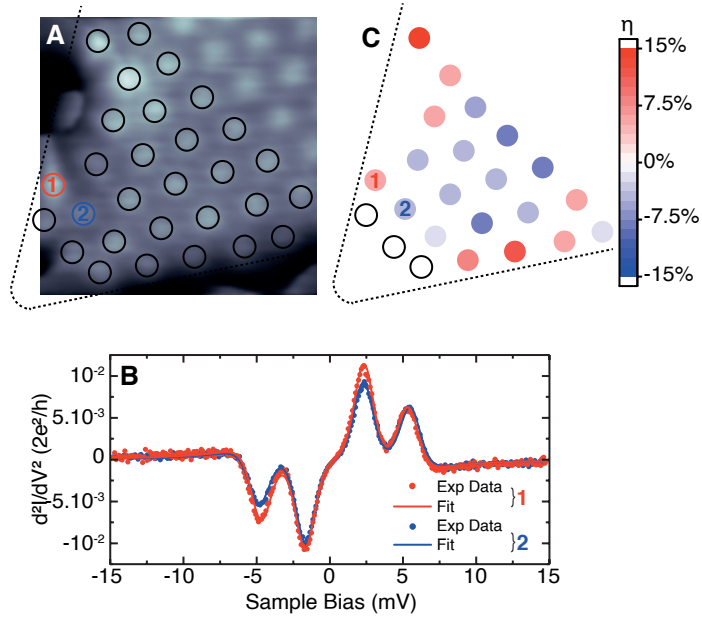 A
1
2
C
1
2
η
15%
7.5%
0%
-7.5%
-15%
B
d²I/dV² (2e²/h)
10⁻²
5·10⁻³
0
-5·10⁻³
-10⁻²
Exp Data
Fit
}1
Exp Data
Fit
}2
-15 -10 -5 0 5 10 15
Sample Bias (mV)